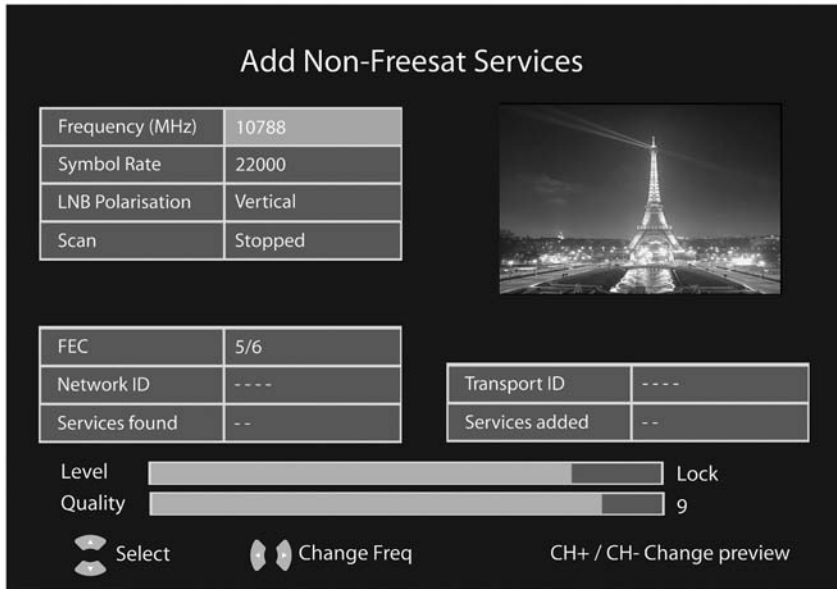 Add Non-Freesat Services
Frequency (MHz) 10788
Symbol Rate 22000
LNB Polarisation Vertical
Scan Stopped
FEC 5/6
Network ID - - - -
Services found - -
Transport ID - - - -
Services added - -
Level Lock
Quality 9
Select Change Freq CH+ / CH- Change preview